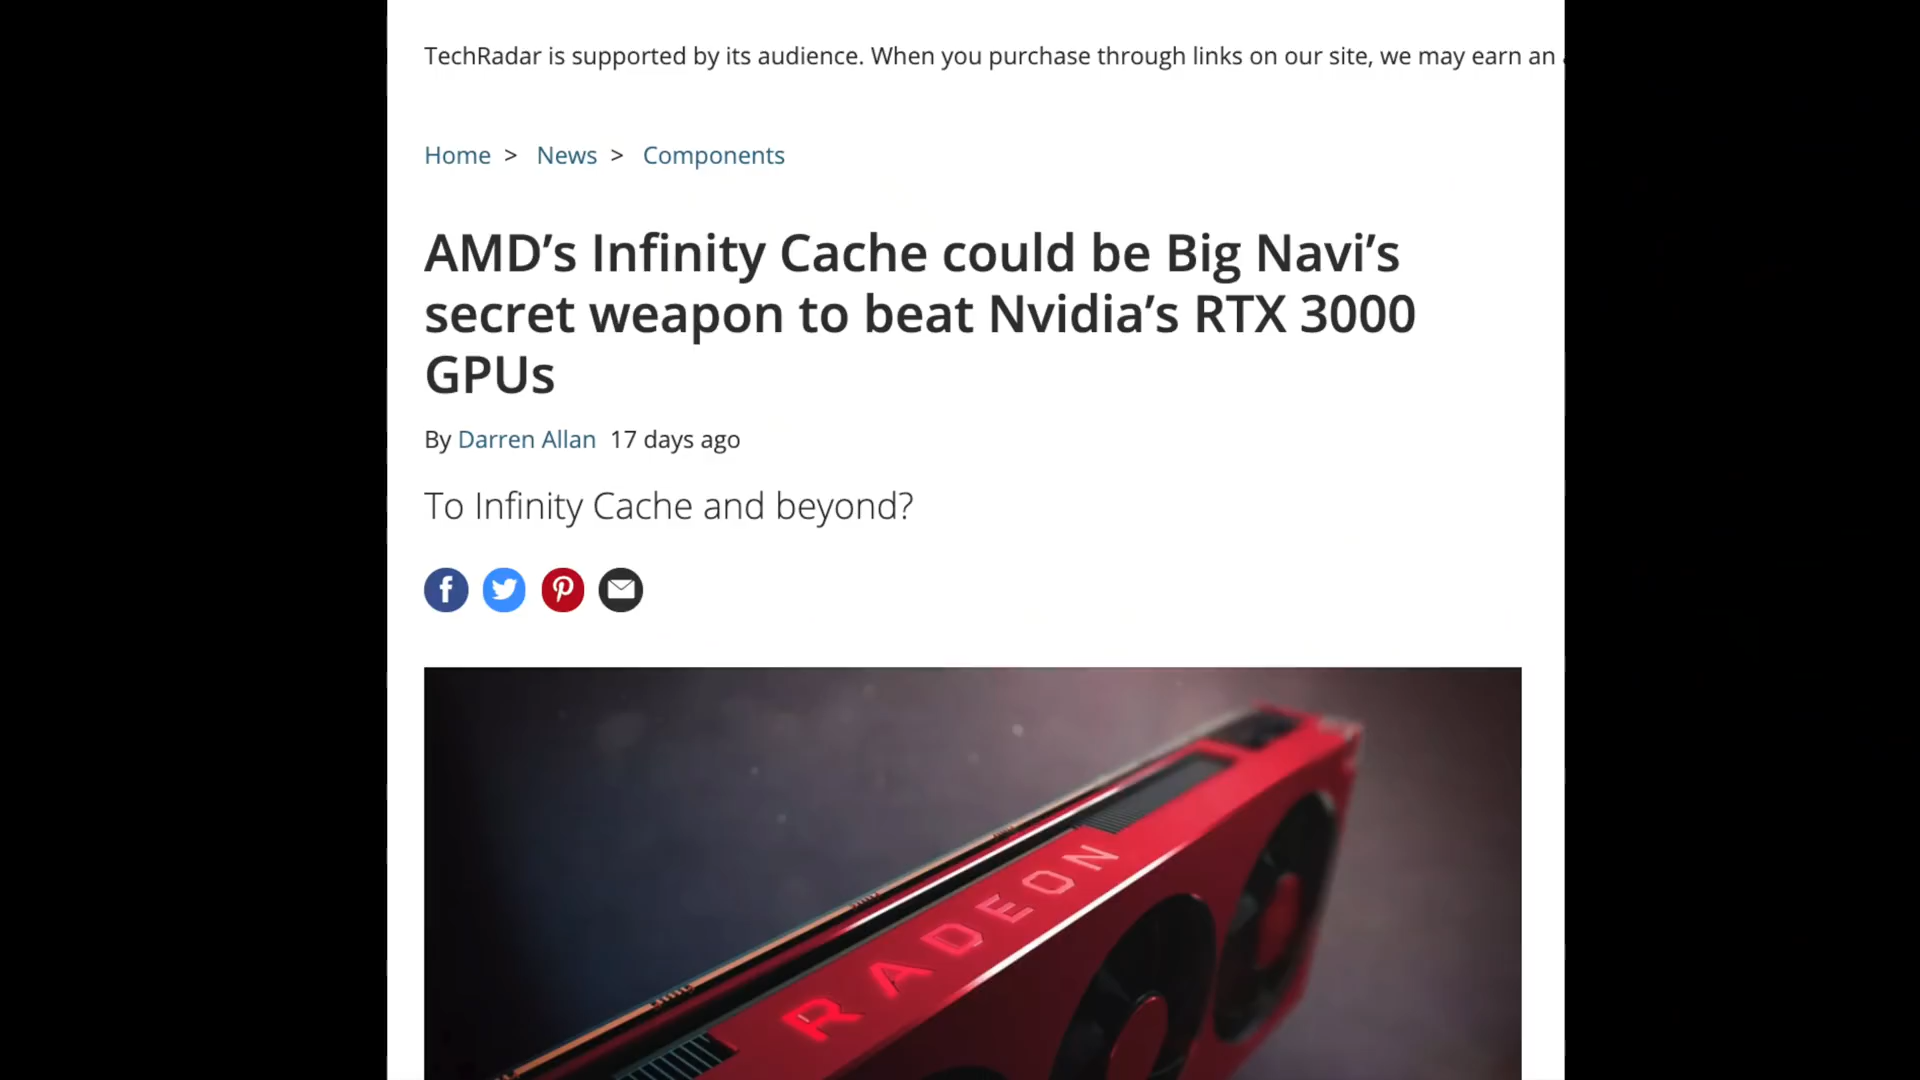 TechRadar is supported by its audience. When you purchase through links on our site, we may earn an
Home > News > Components
AMD’s Infinity Cache could be Big Navi’s
secret weapon to beat Nvidia’s RTX 3000
GPUs
By Darren Allan 17 days ago
To Infinity Cache and beyond?
RADEON